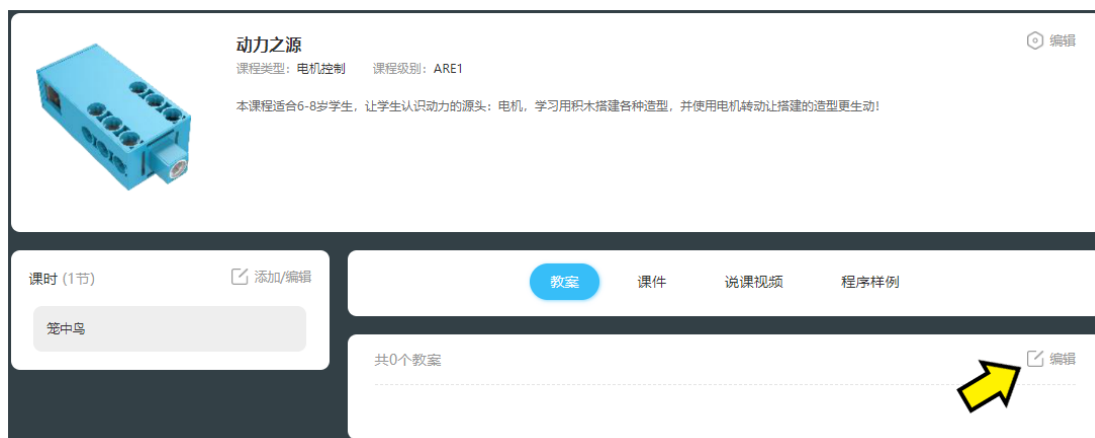 动力之源
编辑
课程类型：电机控制 课程级别：ARE1
本课程适合6-8岁学生，让学生认识动力的源头：电机，学习用积木搭建各种造型，并使用电机转动让搭建的造型更生动！
课时 (1节)
添加/编辑
笼中鸟
教案 课件 说课视频 程序样例
共0个教案
编辑